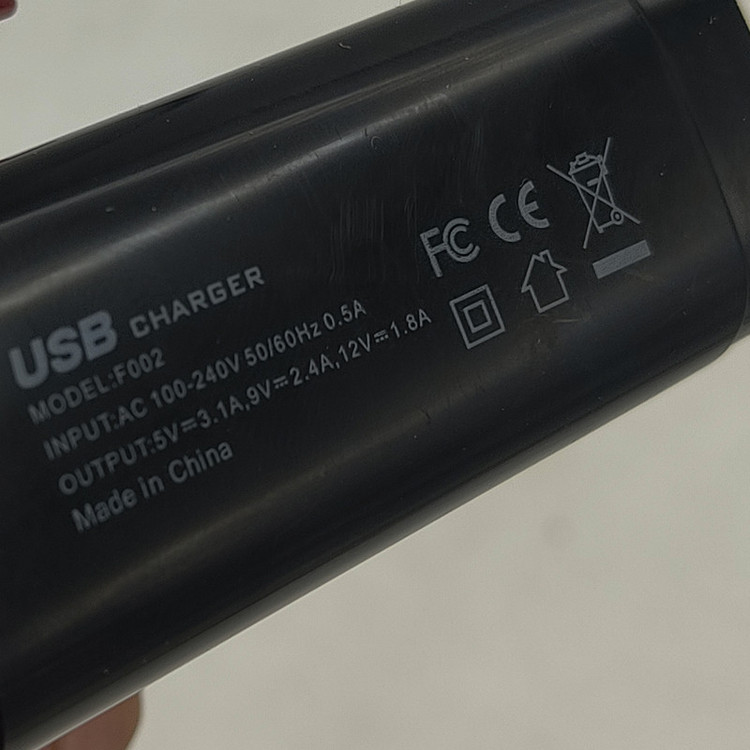 USB CHARGER
MODEL:F002
INPUT:AC 100-240V 50/60Hz 0.5A
OUTPUT:5V⎓3.1A,9V⎓2.4A,12V⎓1.8A
Made in China
FC CE